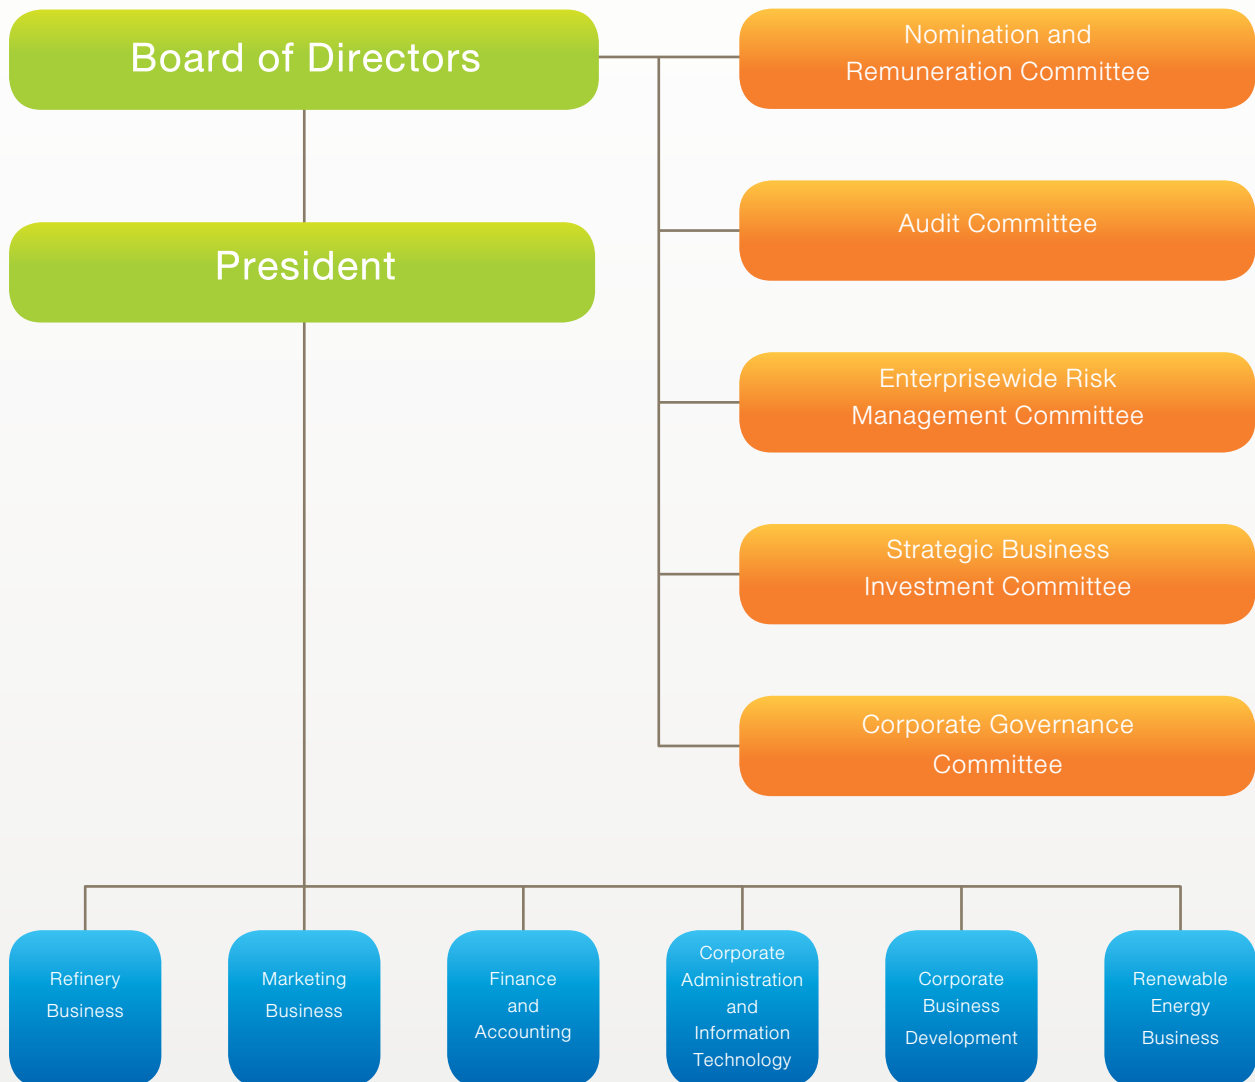 Board of Directors
Nomination and
Remuneration Committee
Audit Committee
President
Enterprisewide Risk
Management Committee
Strategic Business
Investment Committee
Corporate Governance
Committee
Refinery
Business
Marketing
Business
Finance
and
Accounting
Corporate
Administration
and
Information
Technology
Corporate
Business
Development
Renewable
Energy
Business